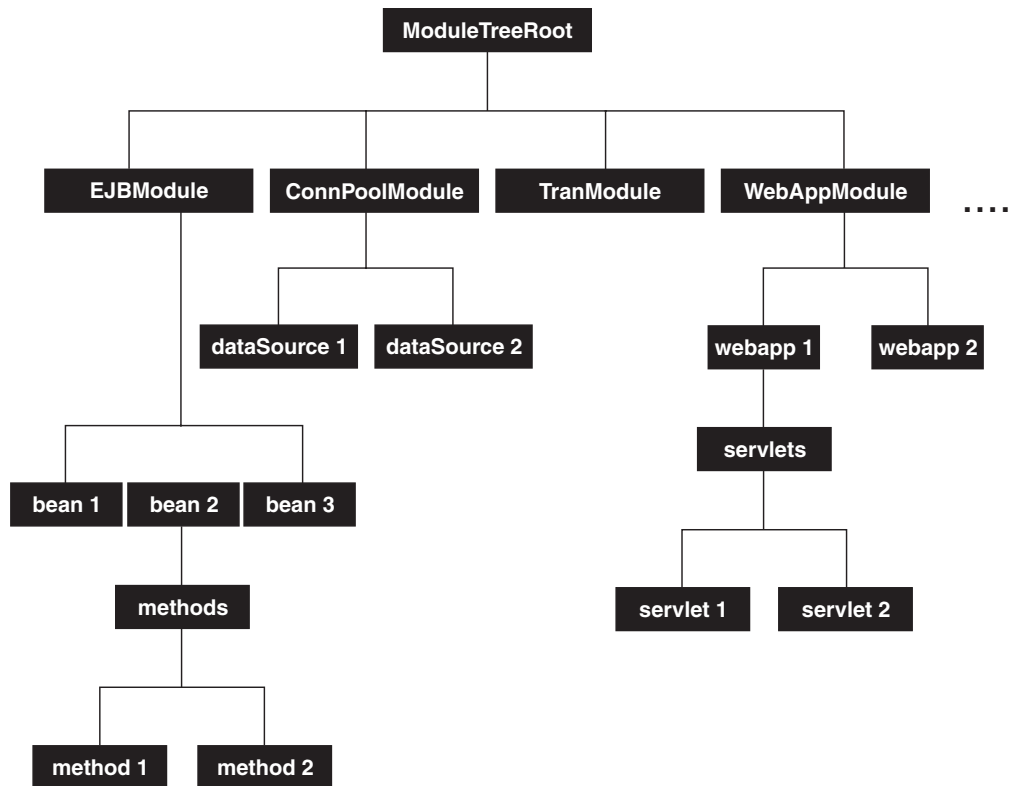 ModuleTreeRoot
EJBModule
ConnPoolModule
TranModule
WebAppModule
....
dataSource 1
dataSource 2
webapp 1
webapp 2
servlets
bean 1
bean 2
bean 3
methods
servlet 1
servlet 2
method 1
method 2